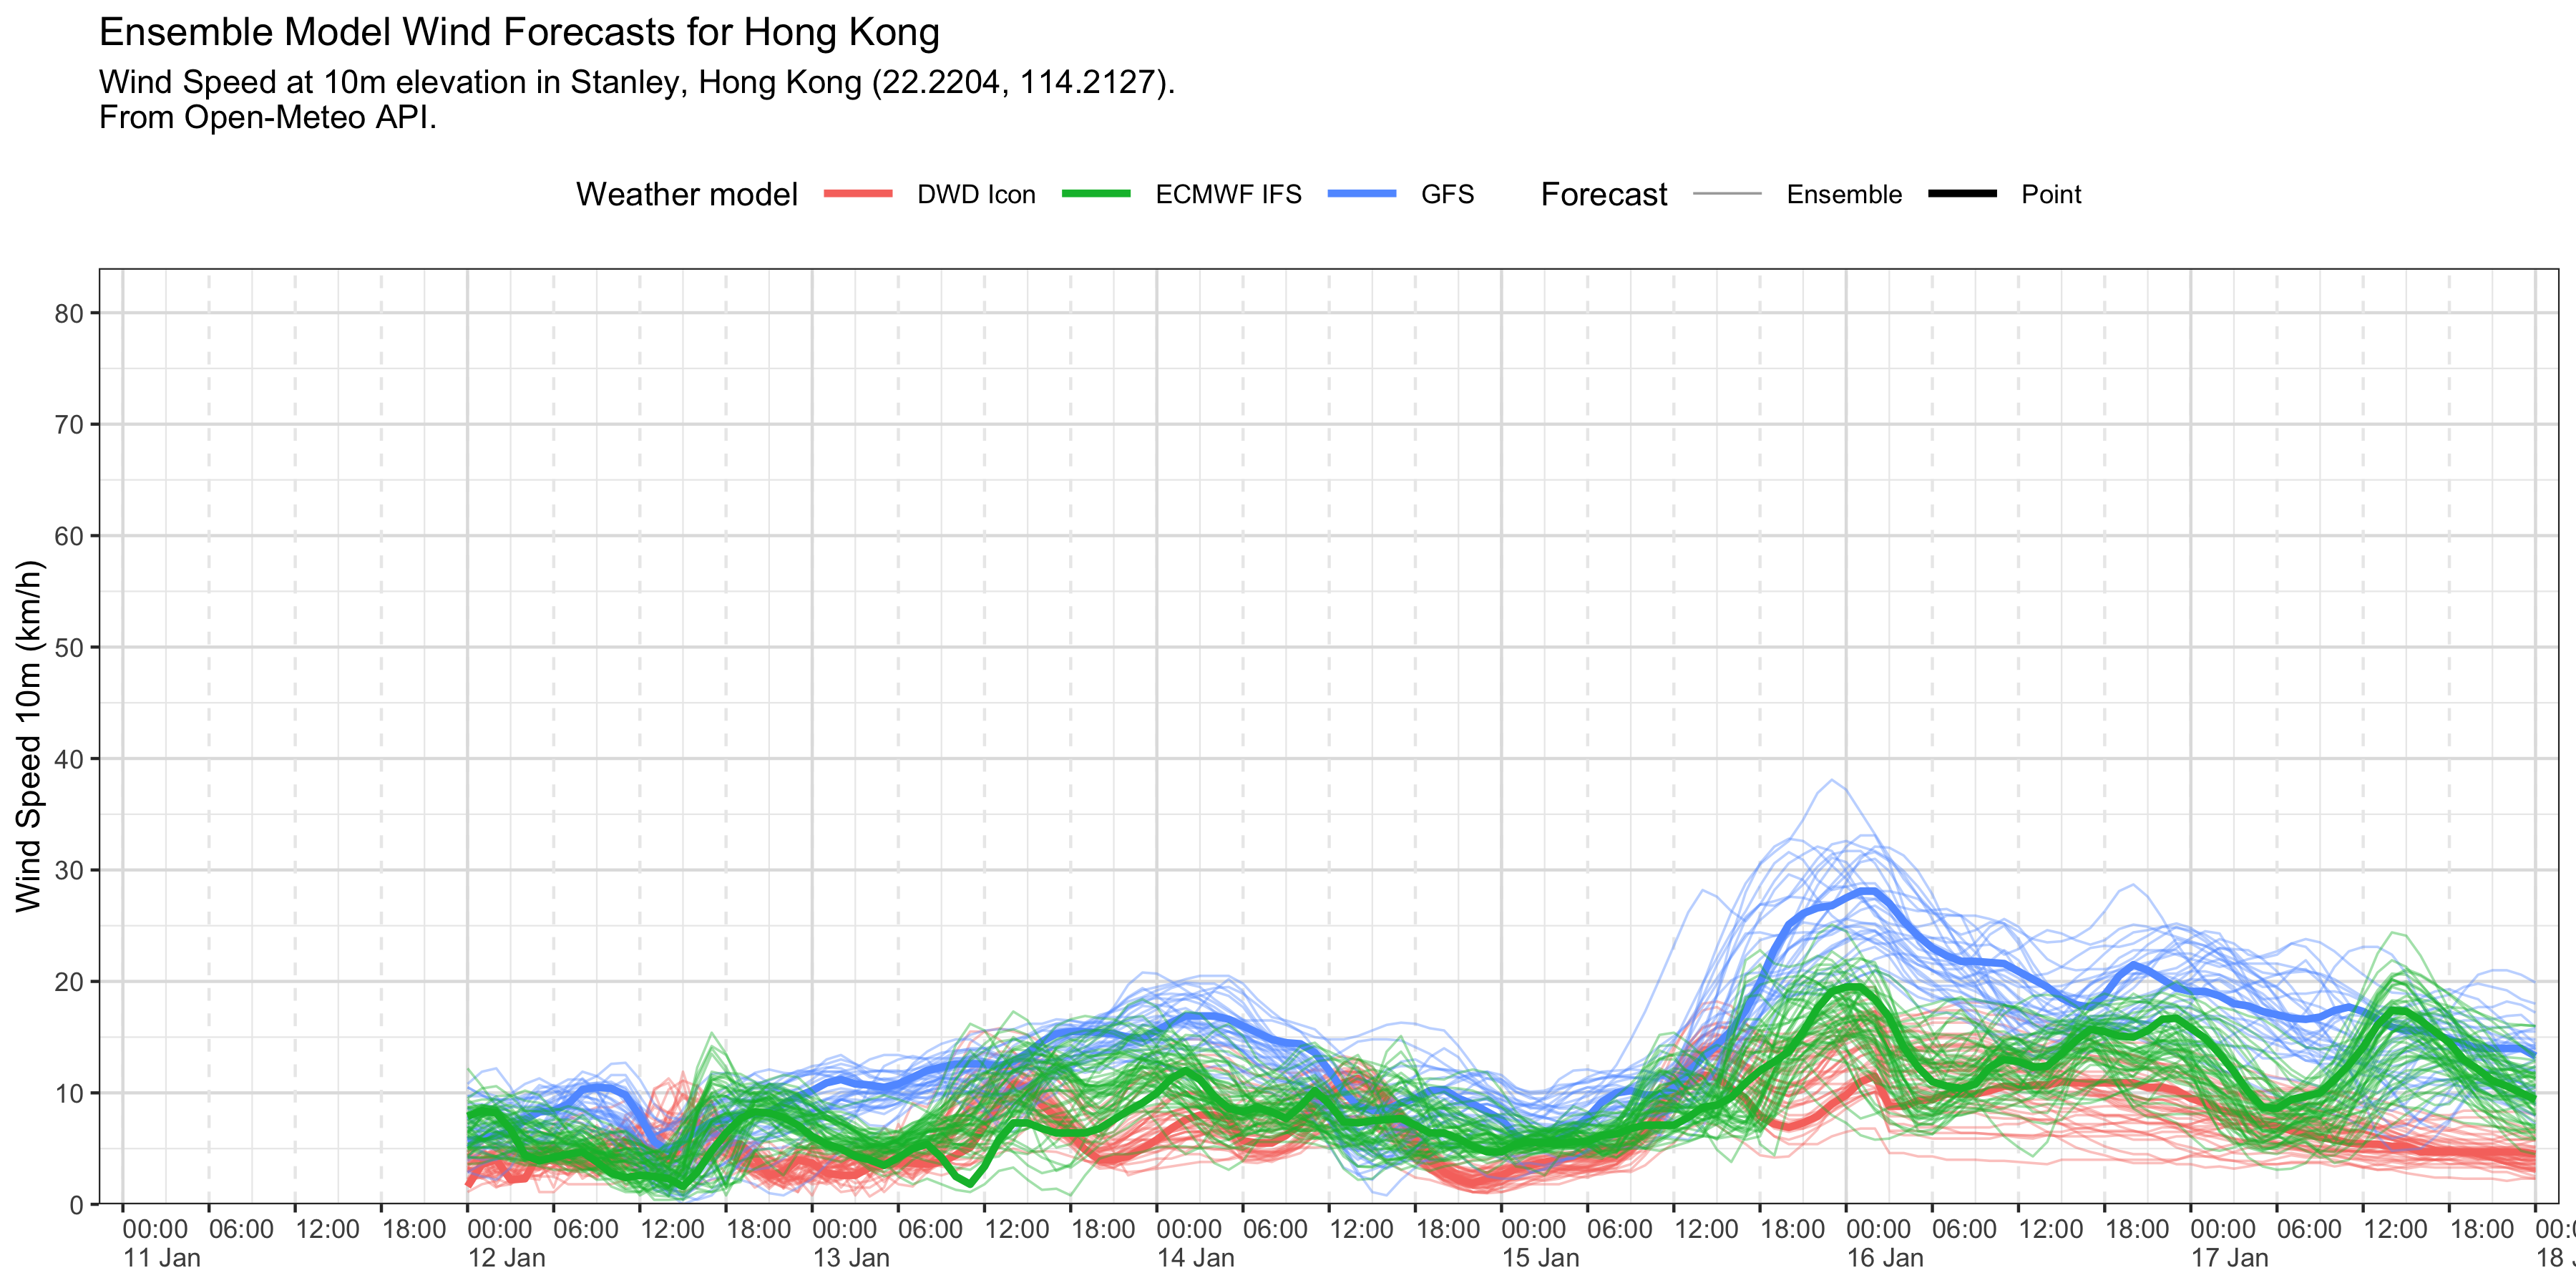 Ensemble Model Wind Forecasts for Hong Kong
Wind Speed at 10m elevation in Stanley, Hong Kong (22.2204, 114.2127).
From Open-Meteo API.
Weather model DWD Icon ECMWF IFS GFS Forecast Ensemble Point
80
70
60
50
40
30
20
10
0
Wind Speed 10m (km/h)
00:00 06:00 12:00 18:00 00:00 06:00 12:00 18:00 00:00 06:00 12:00 18:00 00:00 06:00 12:00 18:00 00:00 06:00 12:00 18:00 00:00 06:00 12:00 18:00 00:00 06:00 12:00 18:00
11 Jan 12 Jan 13 Jan 14 Jan 15 Jan 16 Jan 17 Jan 18